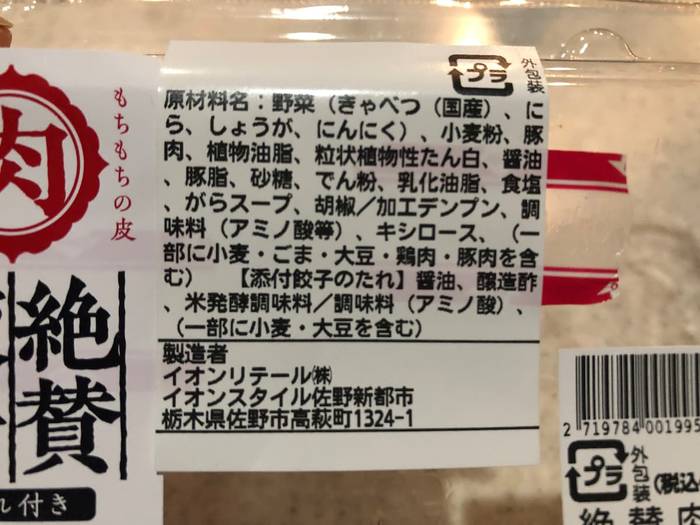 肉
もちもちの皮
絶賛
れ付き
プラ
外包装
原材料名：野菜（きゃべつ（国産）、に
ら、しょうが、にんにく）、小麦粉、豚
肉、植物油脂、粒状植物性たん白、醤油
、豚脂、砂糖、でん粉、乳化油脂、食塩
、がらスープ、胡椒／加工デンプン、調
味料（アミノ酸等）、キシロース、（一
部に小麦・ごま・大豆・鶏肉・豚肉を含
む）　【添付餃子のたれ】醤油、醸造酢
、米発酵調味料／調味料（アミノ酸）、
（一部に小麦・大豆を含む）
製造者
イオンリテール㈱
イオンスタイル佐野新都市
栃木県佐野市高萩町1324-1
2 719784 001995
プラ
外包装
(税込
絶賛肉